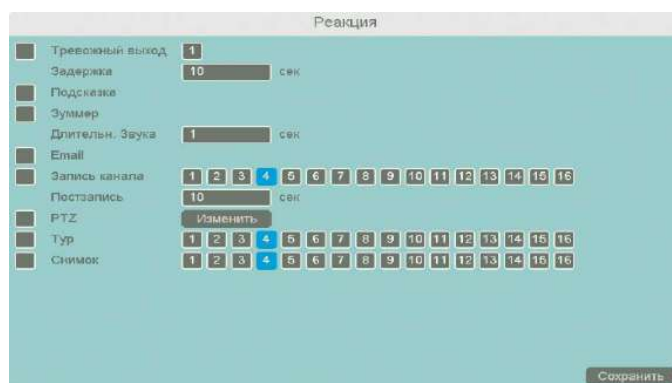 Реакция
Тревожный выход 1
Задержка 10 сек
Подсказка
Зуммер
Длительн. Звука 1 сек
Email
Запись канала 1 2 3 4 5 6 7 8 9 10 11 12 13 14 15 16
Постзапись 10 сек
PTZ Изменить
Тур 1 2 3 4 5 6 7 8 9 10 11 12 13 14 15 16
Снимок 1 2 3 4 5 6 7 8 9 10 11 12 13 14 15 16
Сохранить